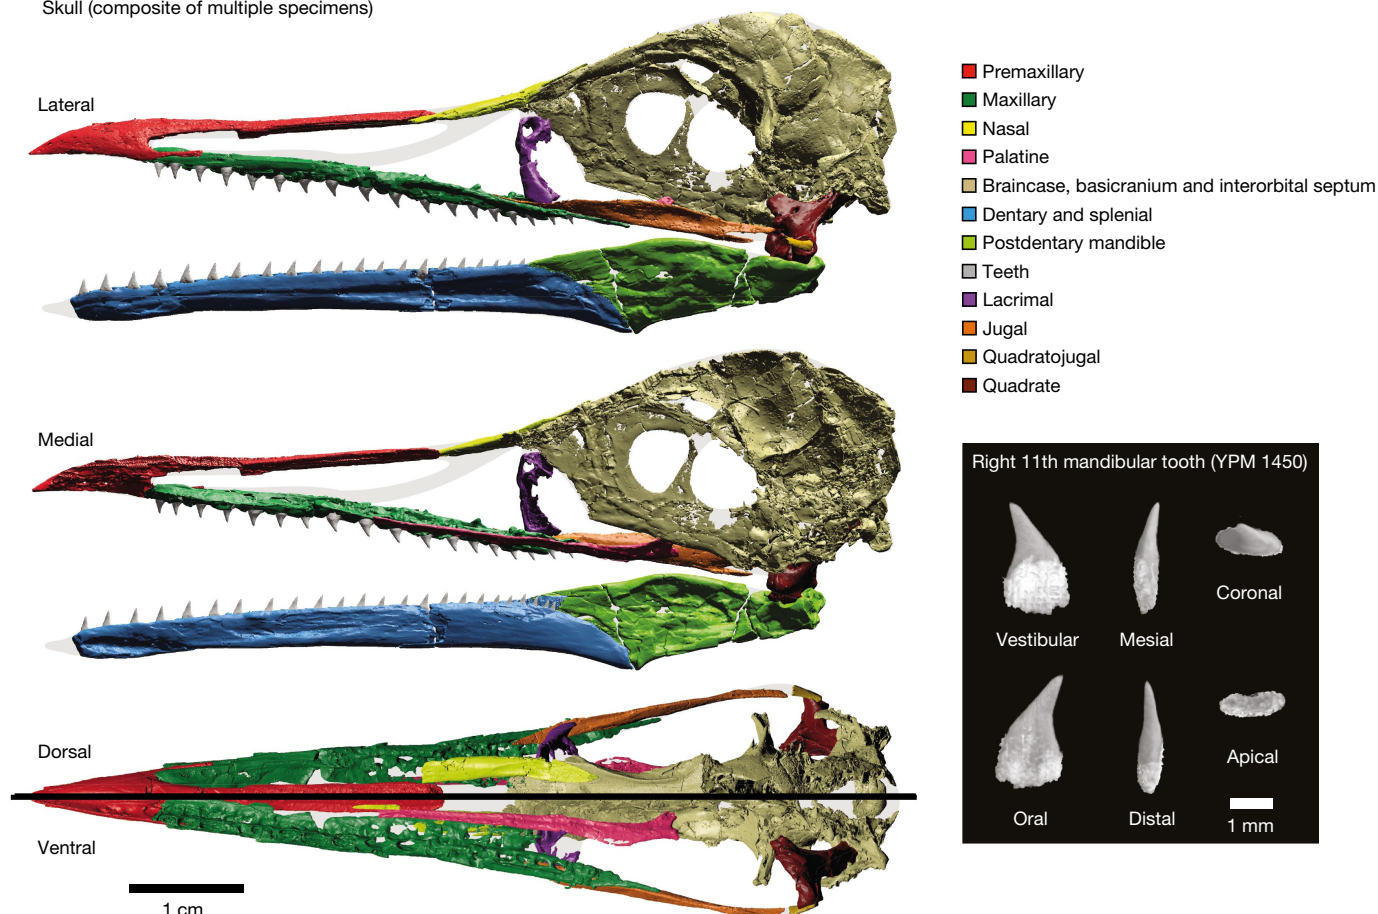 Skull (composite of multiple specimens)
Lateral
Medial
Dorsal
Ventral
1 cm
Premaxillary
Maxillary
Nasal
Palatine
Braincase, basicranium and interorbital septum
Dentary and splenial
Postdentary mandible
Teeth
Lacrimal
Jugal
Quadratojugal
Quadrate
Right 11th mandibular tooth (YPM 1450)
Vestibular
Mesial
Coronal
Oral
Distal
Apical
1 mm